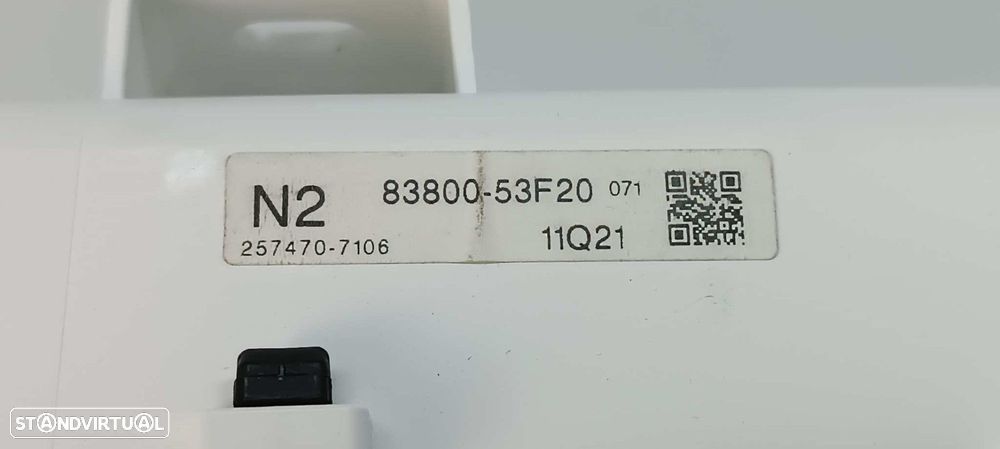 N2 83800-53F20 071
257470-7106 11Q21
STANDVIRTUAL